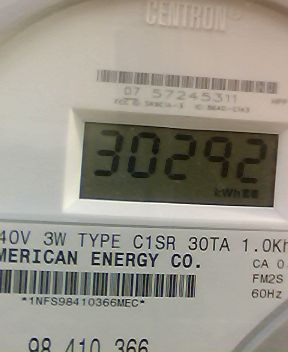 CENTRON®
07 57245311
30292
kWh
40V 3W TYPE C1SR 30TA 1.0Kh
MERICAN ENERGY CO.
CA 0.
FM2S
60Hz
*1NFS98410366MEC*
98 410 366